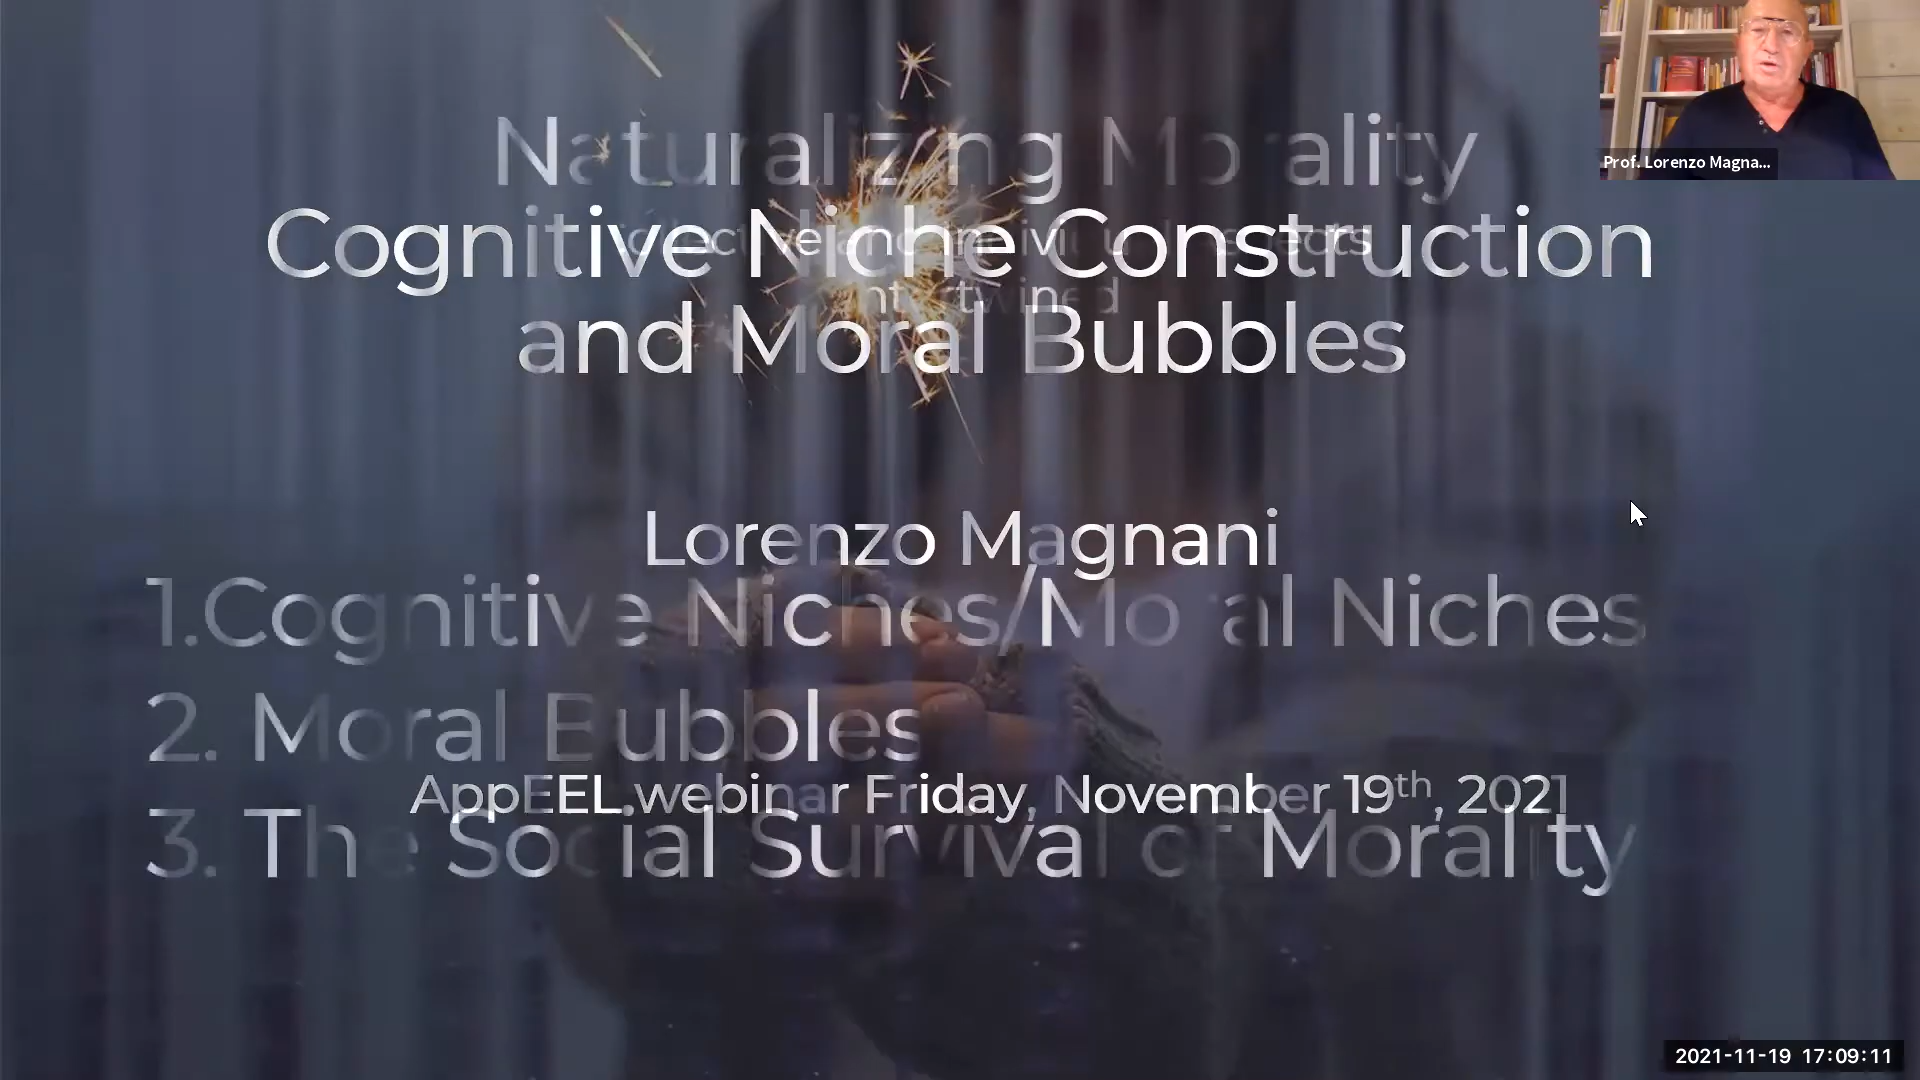 Naturalizing Morality
Cognitive Niche Construction
and Moral Bubbles
intertwined
Lorenzo Magnani
1.Cognitive Niches/Moral Niches
2. Moral Bubbles
AppEEL webinar Friday, November 19th, 2021
3. The Social Survival of Morality
Prof. Lorenzo Magna...
2021-11-19 17:09:11